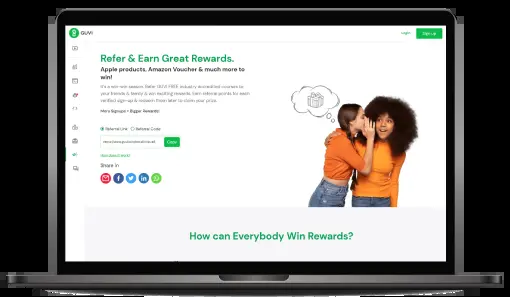 GUVI
Login
Sign up
Refer & Earn Great Rewards.
Apple products, Amazon Voucher & much more to
win!
It's a win-win season. Refer GUVI FREE industry accredited courses to
your friends & family & win exciting rewards. Earn referral points for each
verified sign-up & redeem them later to claim your prize.
More Signups = Bigger Rewards!
Referral Link
Referral Code
Copy
Share in
How can Everybody Win Rewards?